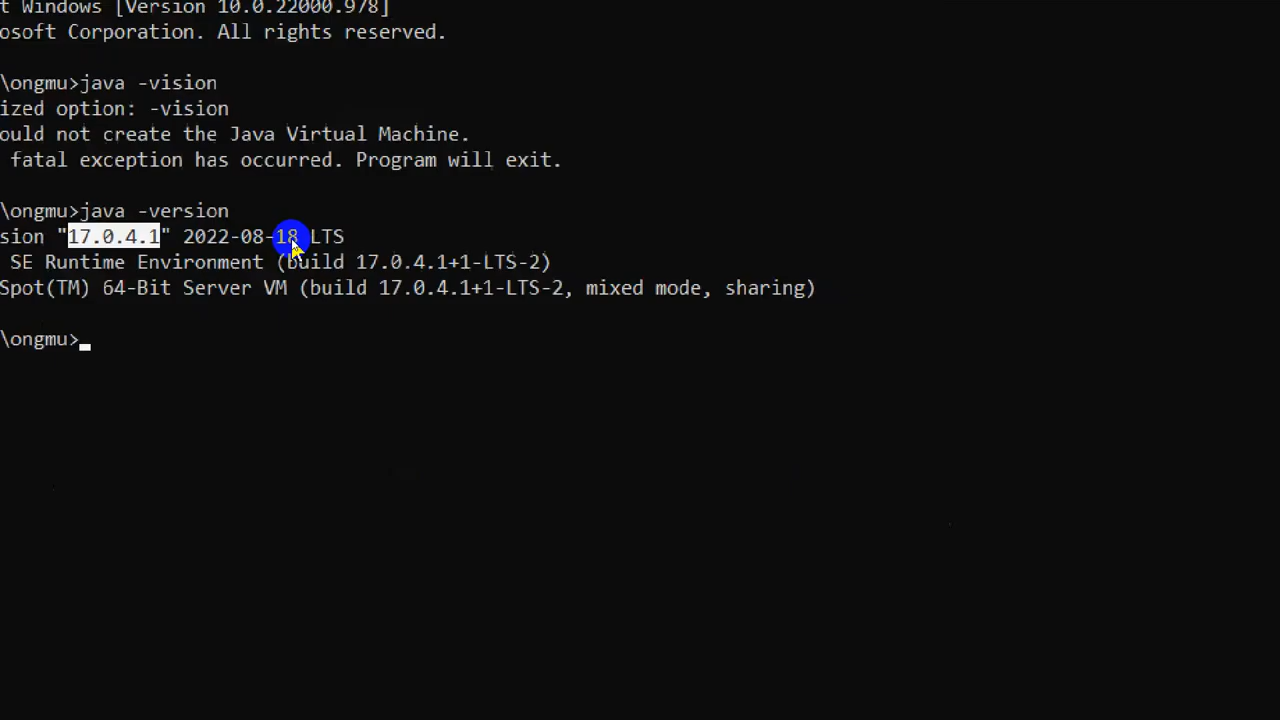 t Windows [Version 10.0.22000.978]
osoft Corporation. All rights reserved.
\ongmu>java -vision
ized option: -vision
ould not create the Java Virtual Machine.
fatal exception has occurred. Program will exit.
\ongmu>java -version
sion "17.0.4.1" 2022-08-18 LTS
SE Runtime Environment (build 17.0.4.1+1-LTS-2)
Spot(TM) 64-Bit Server VM (build 17.0.4.1+1-LTS-2, mixed mode, sharing)
\ongmu>